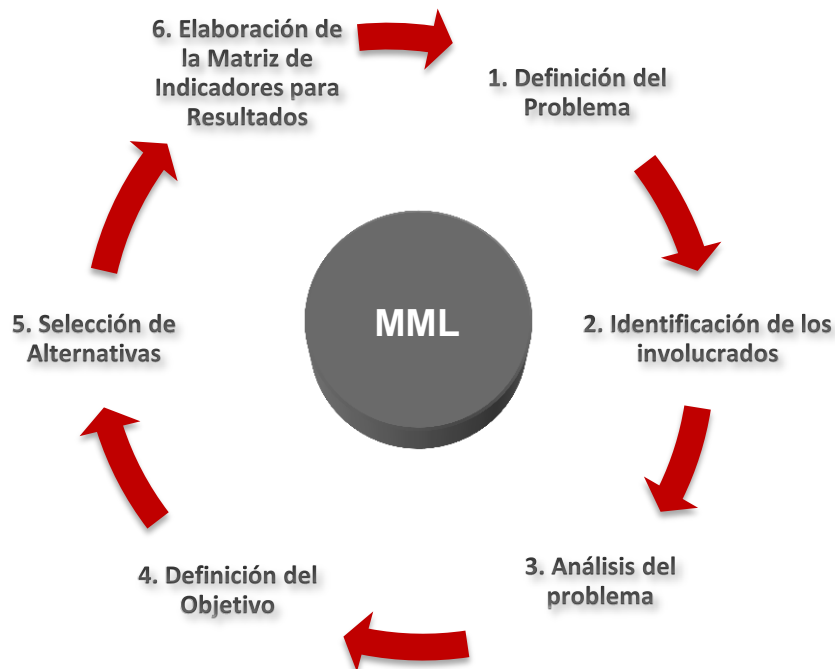 6. Elaboración de
la Matriz de
Indicadores para
Resultados
1. Definición del
Problema
2. Identificación de los
involucrados
3. Análisis del
problema
4. Definición del
Objetivo
5. Selección de
Alternativas
MML